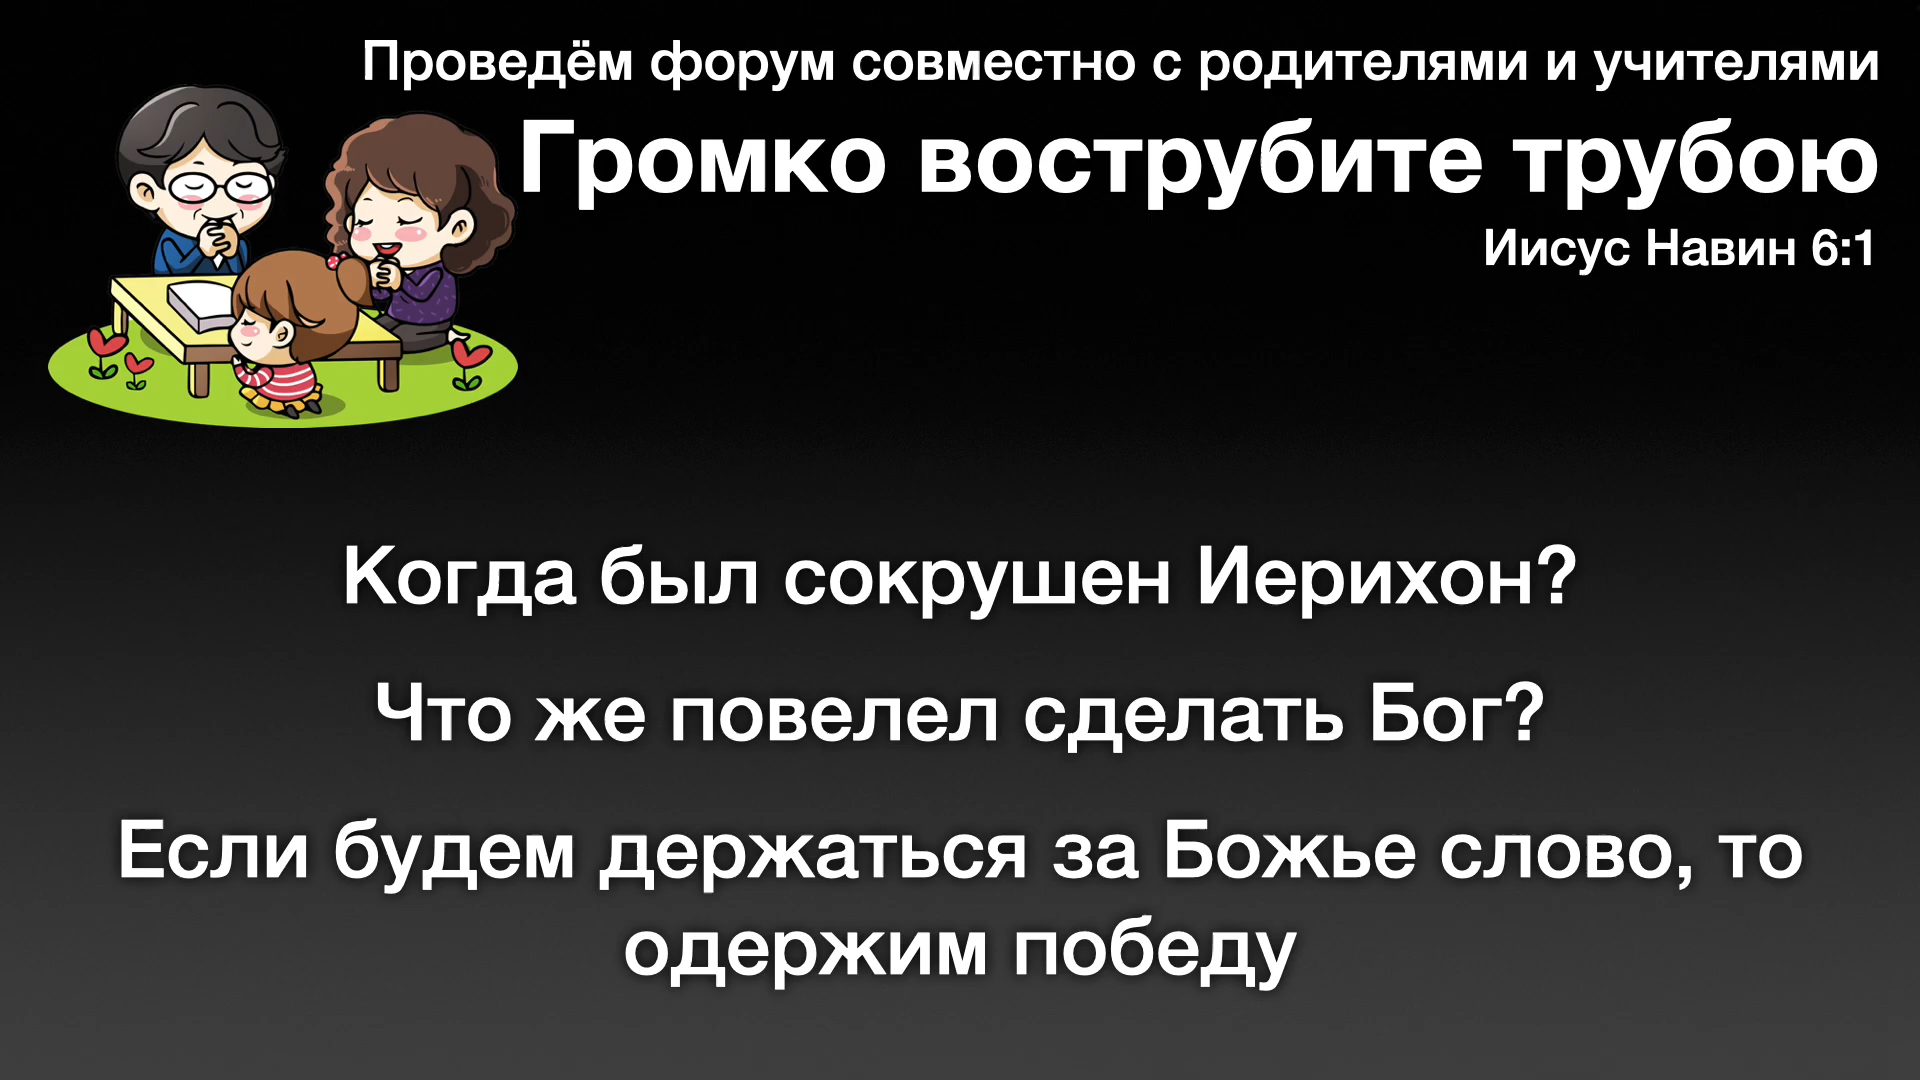 Проведём форум совместно с родителями и учителями
Громко вострубите трубою
Иисус Навин 6:1
Когда был сокрушен Иерихон?
Что же повелел сделать Бог?
Если будем держаться за Божье слово, то
одержим победу